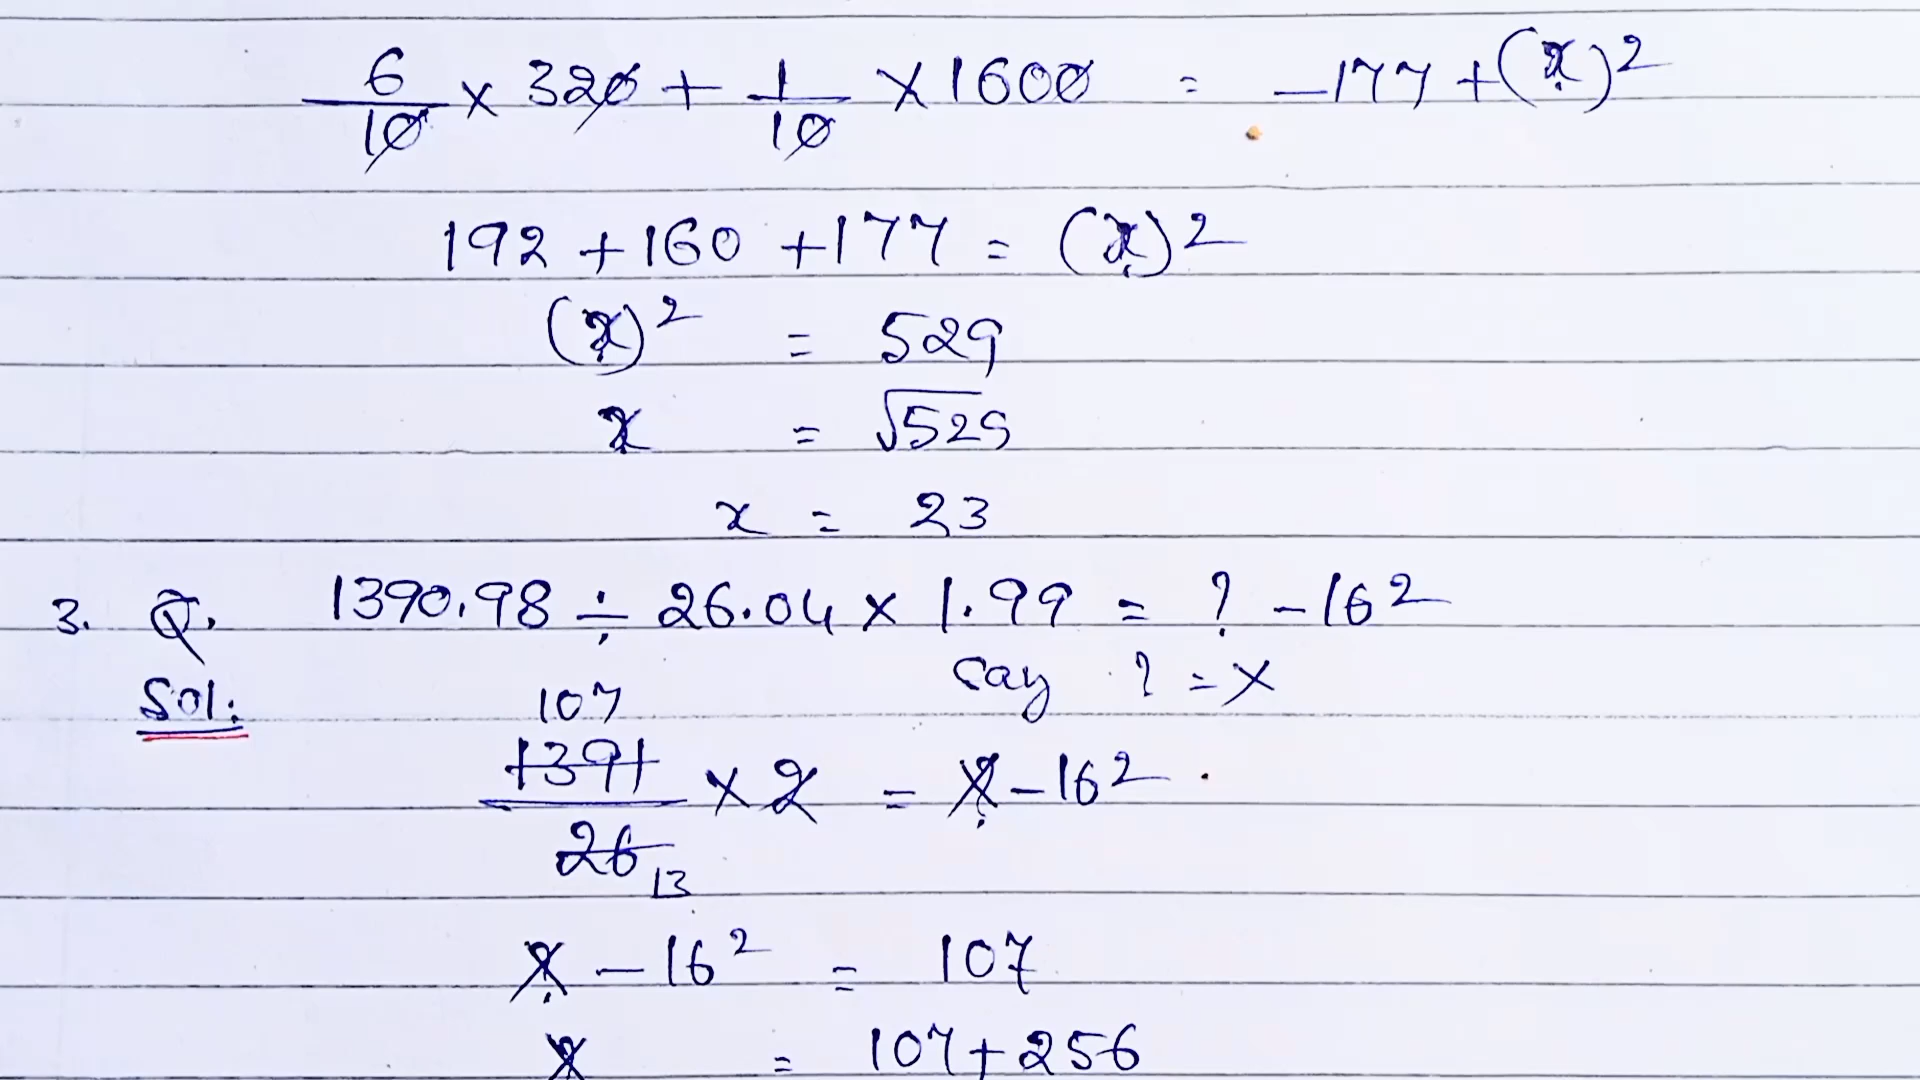 6/10 × 320 + 1/10 × 1600 = -177 + (x)²
192 + 160 + 177 = (x)²
(x)² = 529
x = √529
x = 23
3. Q. 1390.98 ÷ 26.04 × 1.99 = ? - 16²
say ? = x
Sol: 107
1391/26 13 × 2 = x - 16²
x - 16² = 107
x = 107 + 256